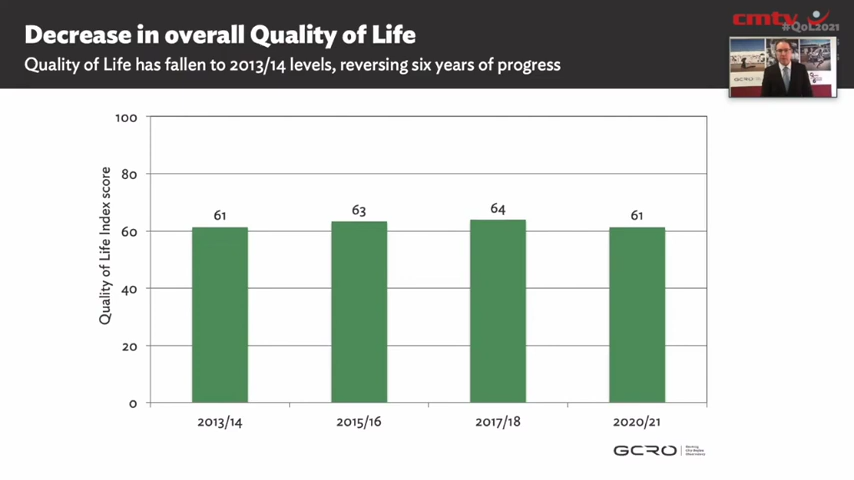 Decrease in overall Quality of Life
Quality of Life has fallen to 2013/14 levels, reversing six years of progress
cmtv
#QoL2021
GCRO
Quality of Life Index score
100
80
60
40
20
0
61
63
64
61
2013/14
2015/16
2017/18
2020/21
GCRO